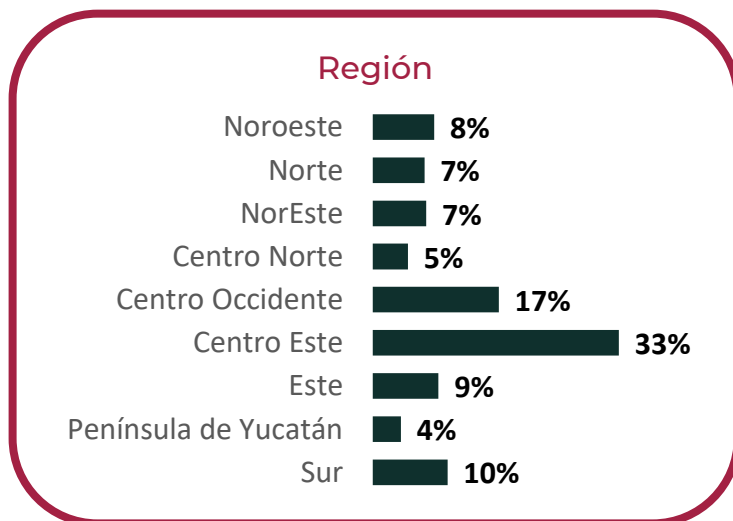 Región
Noroeste 8%
Norte 7%
NorEste 7%
Centro Norte 5%
Centro Occidente 17%
Centro Este 33%
Este 9%
Península de Yucatán 4%
Sur 10%